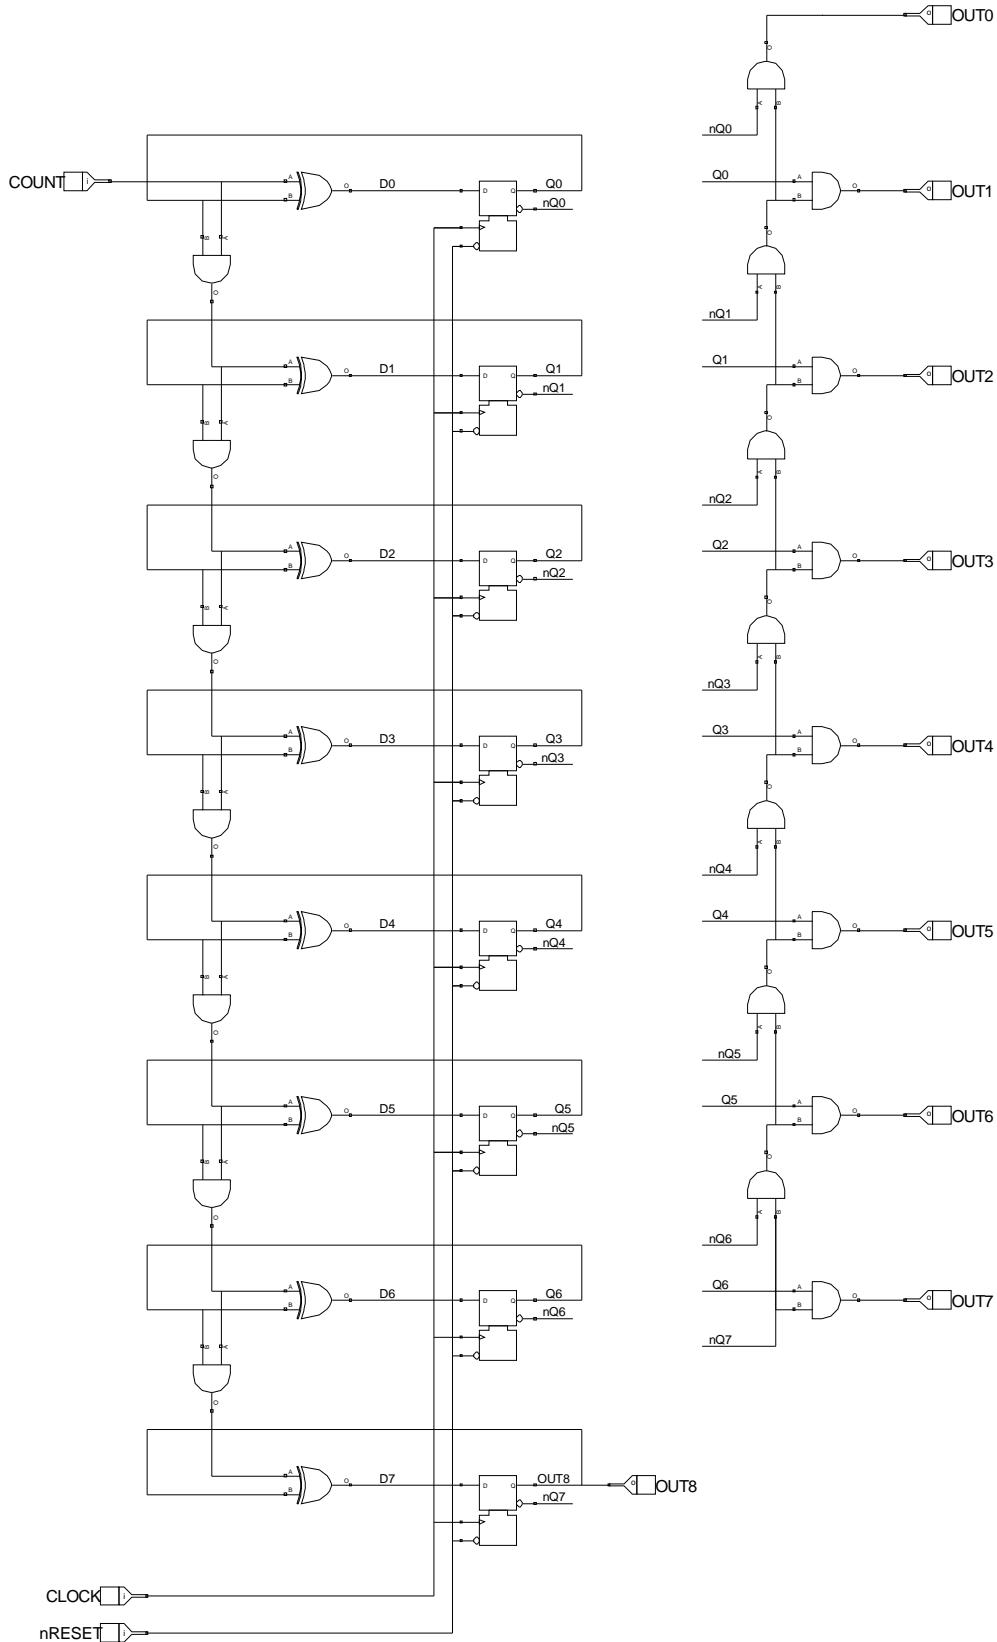 OUT0
nQ0
COUNT i D0 Q0 nQ0
Q0 OUT1
nQ1
D1 Q1 nQ1
Q1 OUT2
nQ2
D2 Q2 nQ2
Q2 OUT3
nQ3
D3 Q3 nQ3
Q3 OUT4
nQ4
D4 Q4 nQ4
Q4 OUT5
nQ5
D5 Q5 nQ5
Q5 OUT6
nQ6
D6 Q6 nQ6
Q6 OUT7
nQ7
D7 OUT8 nQ7
OUT8
CLOCK i
nRESET i